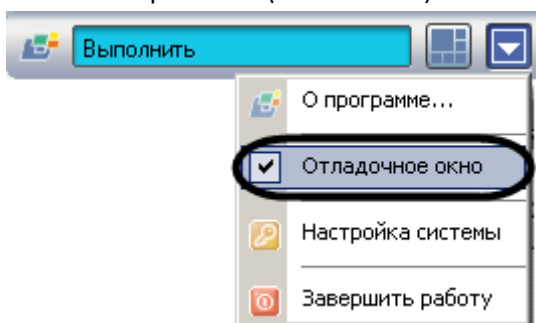 Выполнить
О программе...
Отладочное окно
Настройка системы
Завершить работу